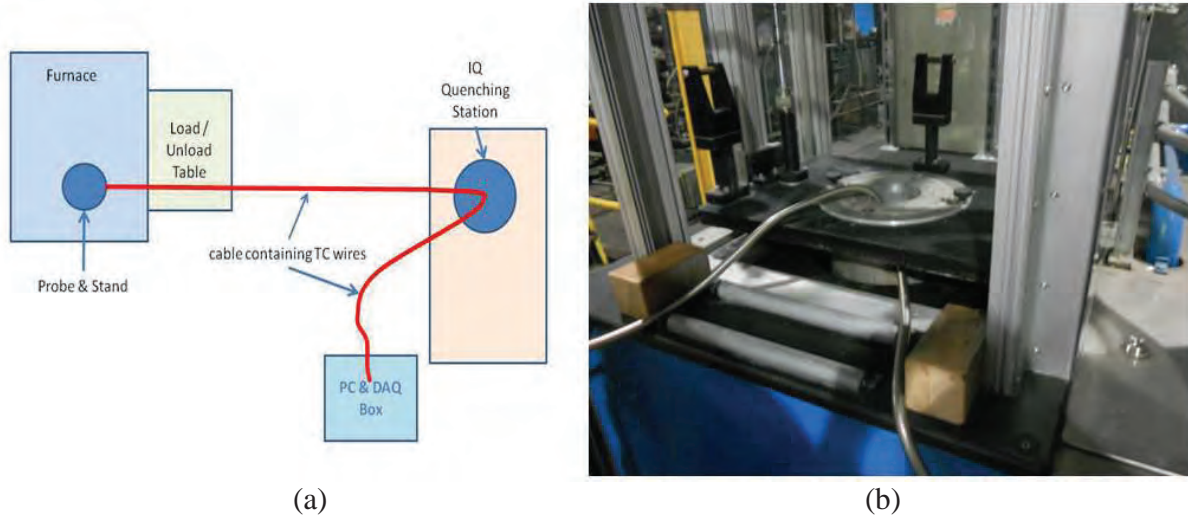 Furnace
IQ
Quenching
Station
Load /
Unload
Table
cable containing TC wires
Probe & Stand
PC & DAQ
Box
(a)
(b)